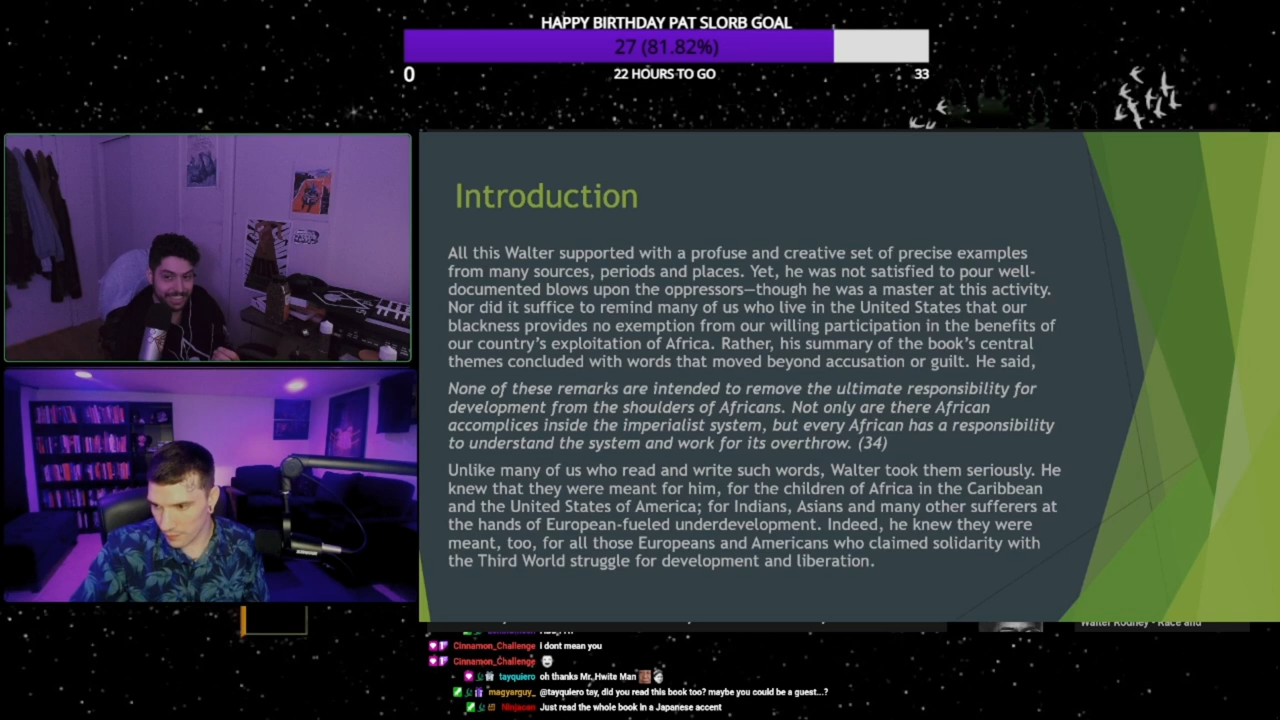 HAPPY BIRTHDAY PAT SLORB GOAL
27 (81.82%)
0
22 HOURS TO GO
33
Introduction
All this Walter supported with a profuse and creative set of precise examples
from many sources, periods and places. Yet, he was not satisfied to pour well-
documented blows upon the oppressors—though he was a master at this activity.
Nor did it suffice to remind many of us who live in the United States that our
blackness provides no exemption from our willing participation in the benefits of
our country's exploitation of Africa. Rather, his summary of the book's central
themes concluded with words that moved beyond accusation or guilt. He said,
None of these remarks are intended to remove the ultimate responsibility for
development from the shoulders of Africans. Not only are there African
accomplices inside the imperialist system, but every African has a responsibility
to understand the system and work for its overthrow. (34)
Unlike many of us who read and write such words, Walter took them seriously. He
knew that they were meant for him, for the children of Africa in the Caribbean
and the United States of America; for Indians, Asians and many other sufferers at
the hands of European-fueled underdevelopment. Indeed, he knew they were
meant, too, for all those Europeans and Americans who claimed solidarity with
the Third World struggle for development and liberation.
Walter Rodney - Race and
Cinnamon_Challenge I dont mean you
Cinnamon_Challenge
tayquiero oh thanks Mr. Hwite Man
magyarguy_ @tayquiero tay, did you read this book too? maybe you could be a guest...?
Ninjacan Just read the whole book in a Japanese accent